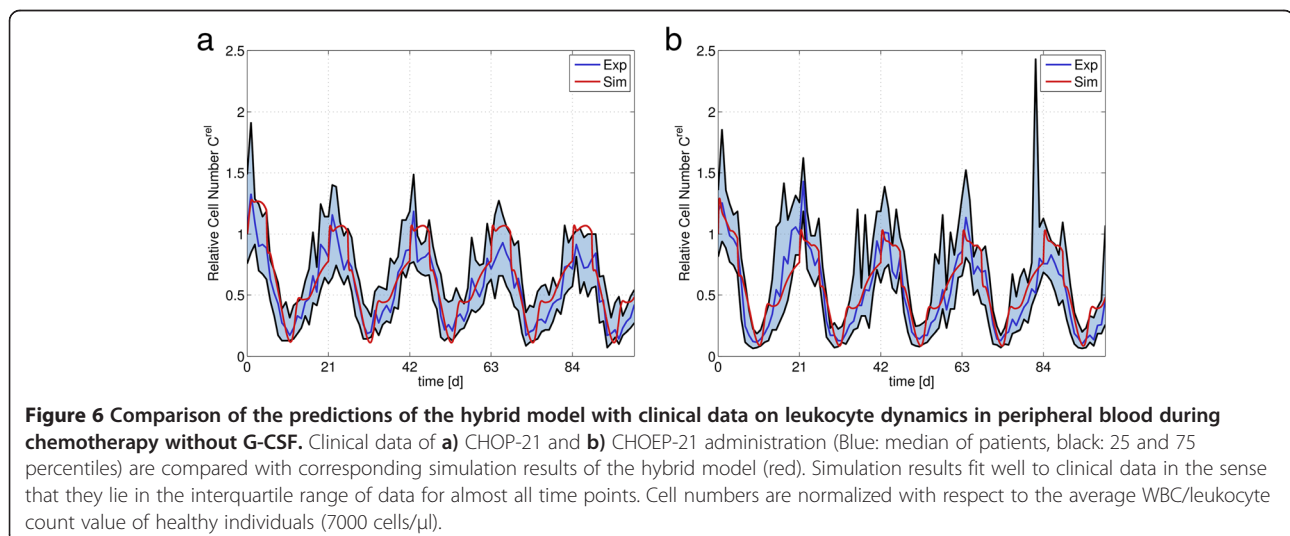 a
2.5
2
1.5
1
0.5
0
Relative Cell Number C^rel
0 21 42 63 84
time [d]
Exp
Sim
b
2.5
2
1.5
1
0.5
0
Relative Cell Number C^rel
0 21 42 63 84
time [d]
Exp
Sim
Figure 6 Comparison of the predictions of the hybrid model with clinical data on leukocyte dynamics in peripheral blood during
chemotherapy without G-CSF. Clinical data of a) CHOP-21 and b) CHOEP-21 administration (Blue: median of patients, black: 25 and 75
percentiles) are compared with corresponding simulation results of the hybrid model (red). Simulation results fit well to clinical data in the sense
that they lie in the interquartile range of data for almost all time points. Cell numbers are normalized with respect to the average WBC/leukocyte
count value of healthy individuals (7000 cells/μl).